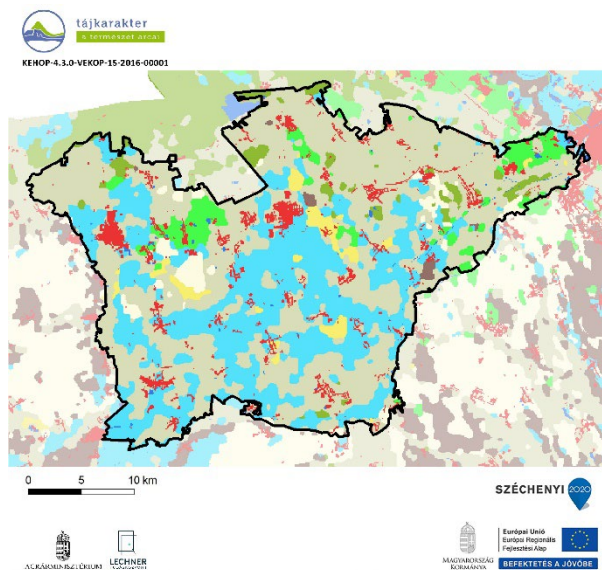 tájkarakter
a természet arcai
KEHOP-4.3.0-VEKOP-15-2016-00001
0 5 10 km
SZÉCHENYI 2020
AGRÁRMINISZTÉRIUM
LECHNER
MAGYARORSZÁG
KORMÁNYA
Európai Unió
Európai Regionális
Fejlesztési Alap
BEFEKTETÉS A JÖVŐBE